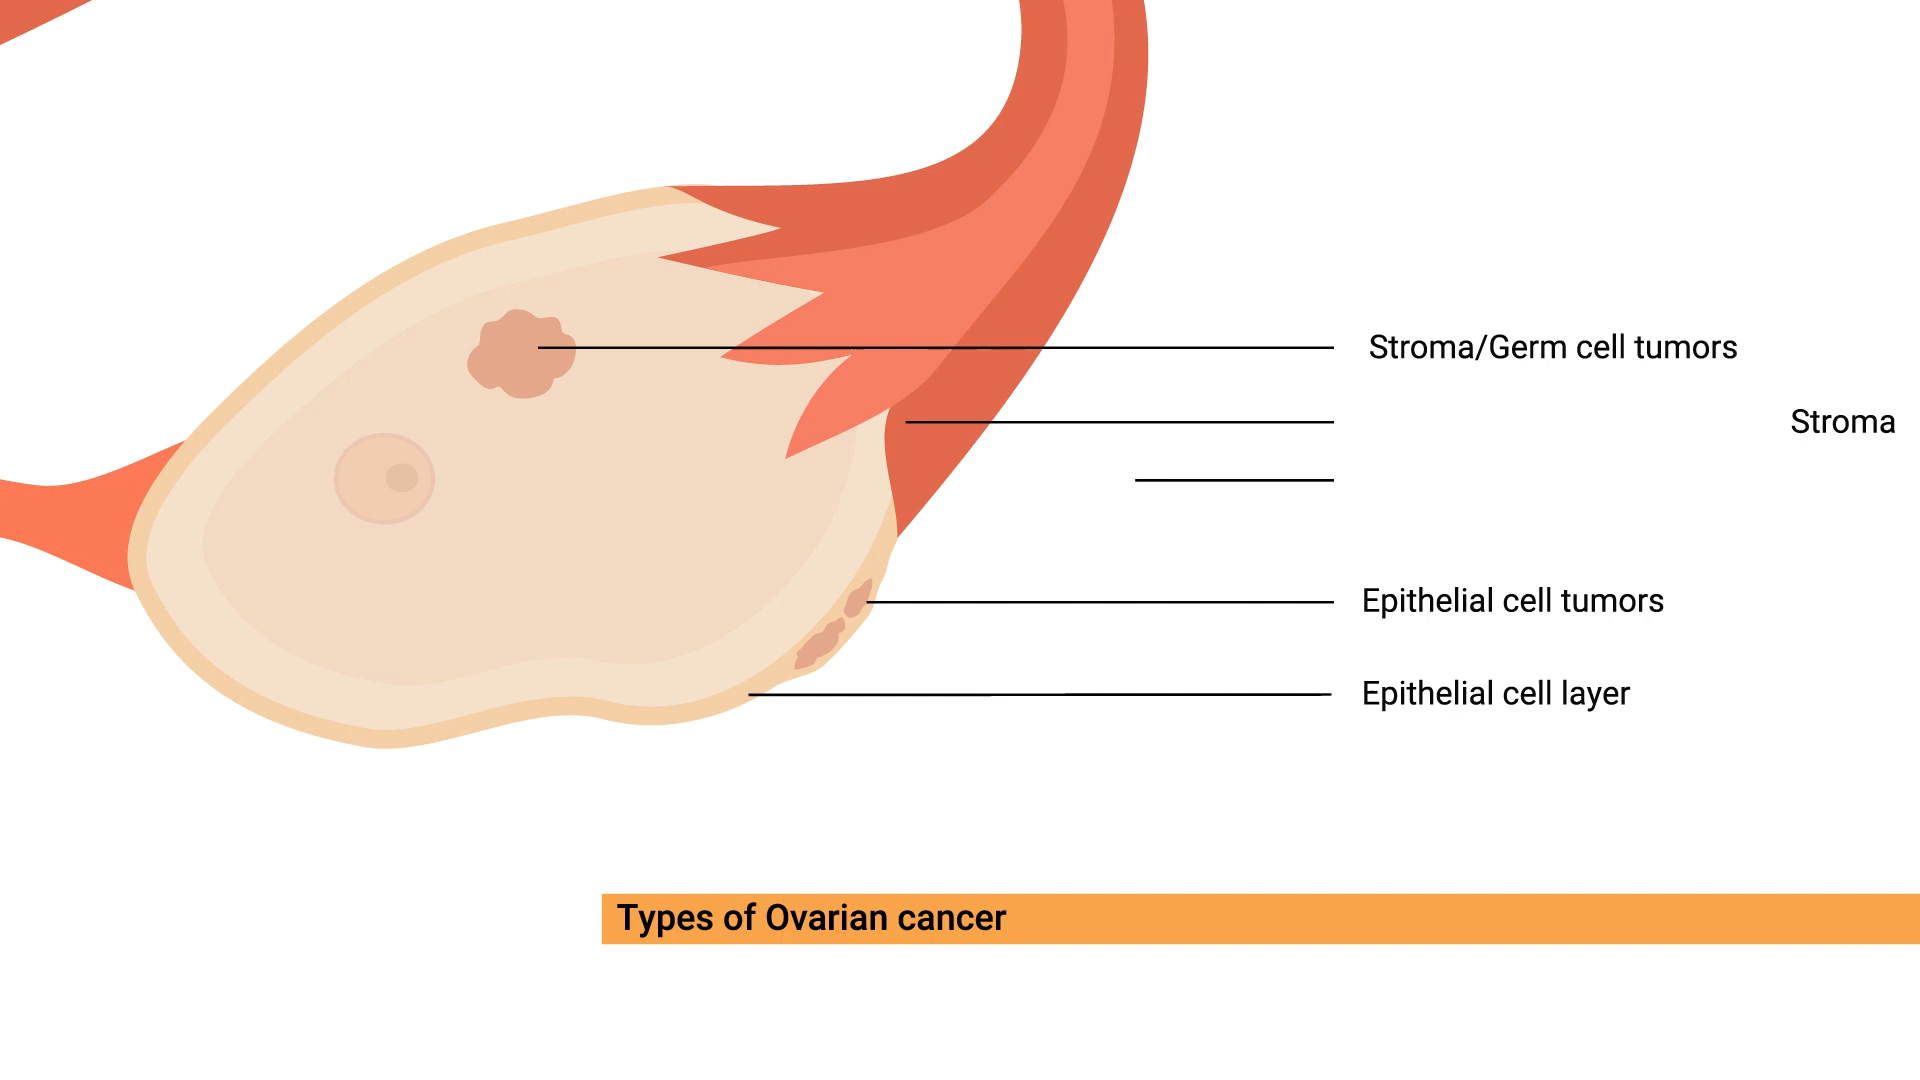 Stroma/Germ cell tumors
Stroma
Epithelial cell tumors
Epithelial cell layer
Types of Ovarian cancer